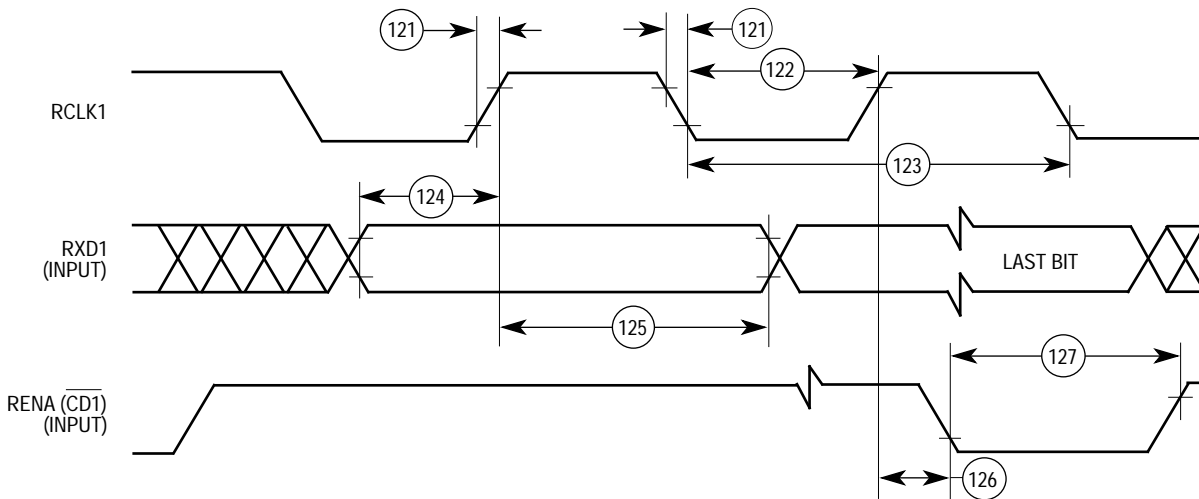 121
121
122
RCLK1
123
124
RXD1
(INPUT)
LAST BIT
125
127
RENA (CD1)
(INPUT)
126